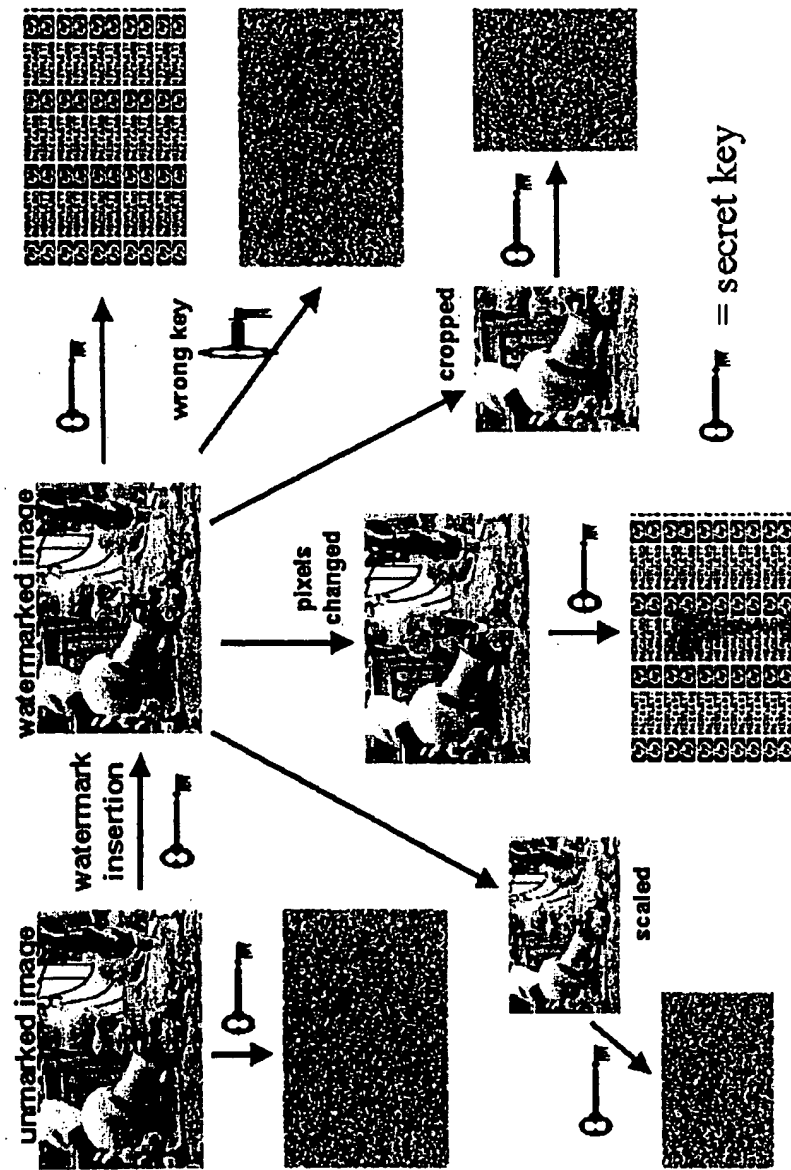 unmarked image
watermark
insertion
watermarked image
wrong key
pixels
changed
cropped
scaled
= secret key